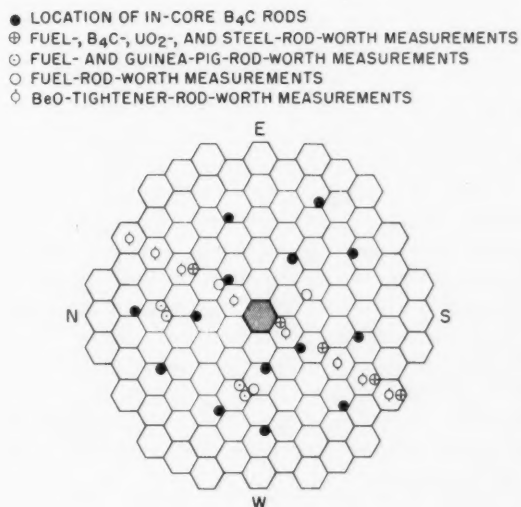 ● LOCATION OF IN-CORE B₄C RODS
⊕ FUEL-, B₄C-, UO₂-, AND STEEL-ROD-WORTH MEASUREMENTS
⊙ FUEL- AND GUINEA-PIG-ROD-WORTH MEASUREMENTS
○ FUEL-ROD-WORTH MEASUREMENTS
⌽ BeO-TIGHTENER-ROD-WORTH MEASUREMENTS
E
N
S
W